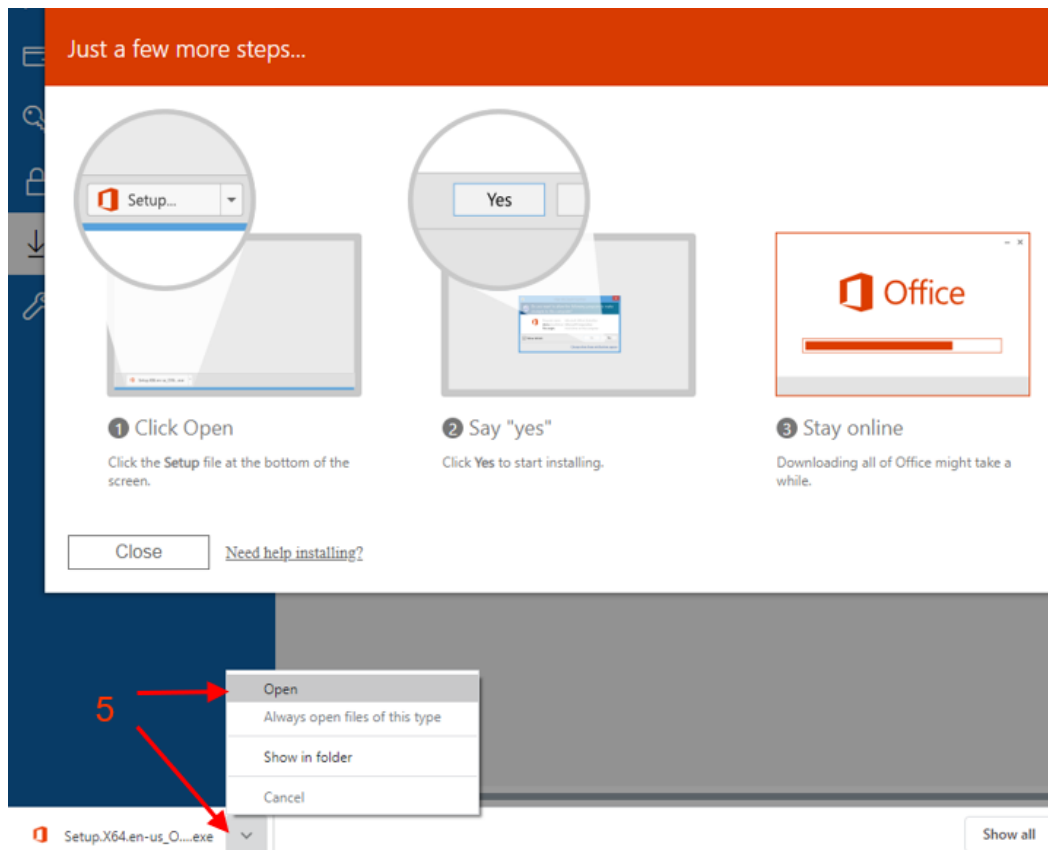 Just a few more steps...
Setup...
Yes
Office
1 Click Open
Click the Setup file at the bottom of the
screen.
2 Say "yes"
Click Yes to start installing.
3 Stay online
Downloading all of Office might take a
while.
Close
Need help installing?
5
Open
Always open files of this type
Show in folder
Cancel
Setup.X64.en-us_O....exe
Show all